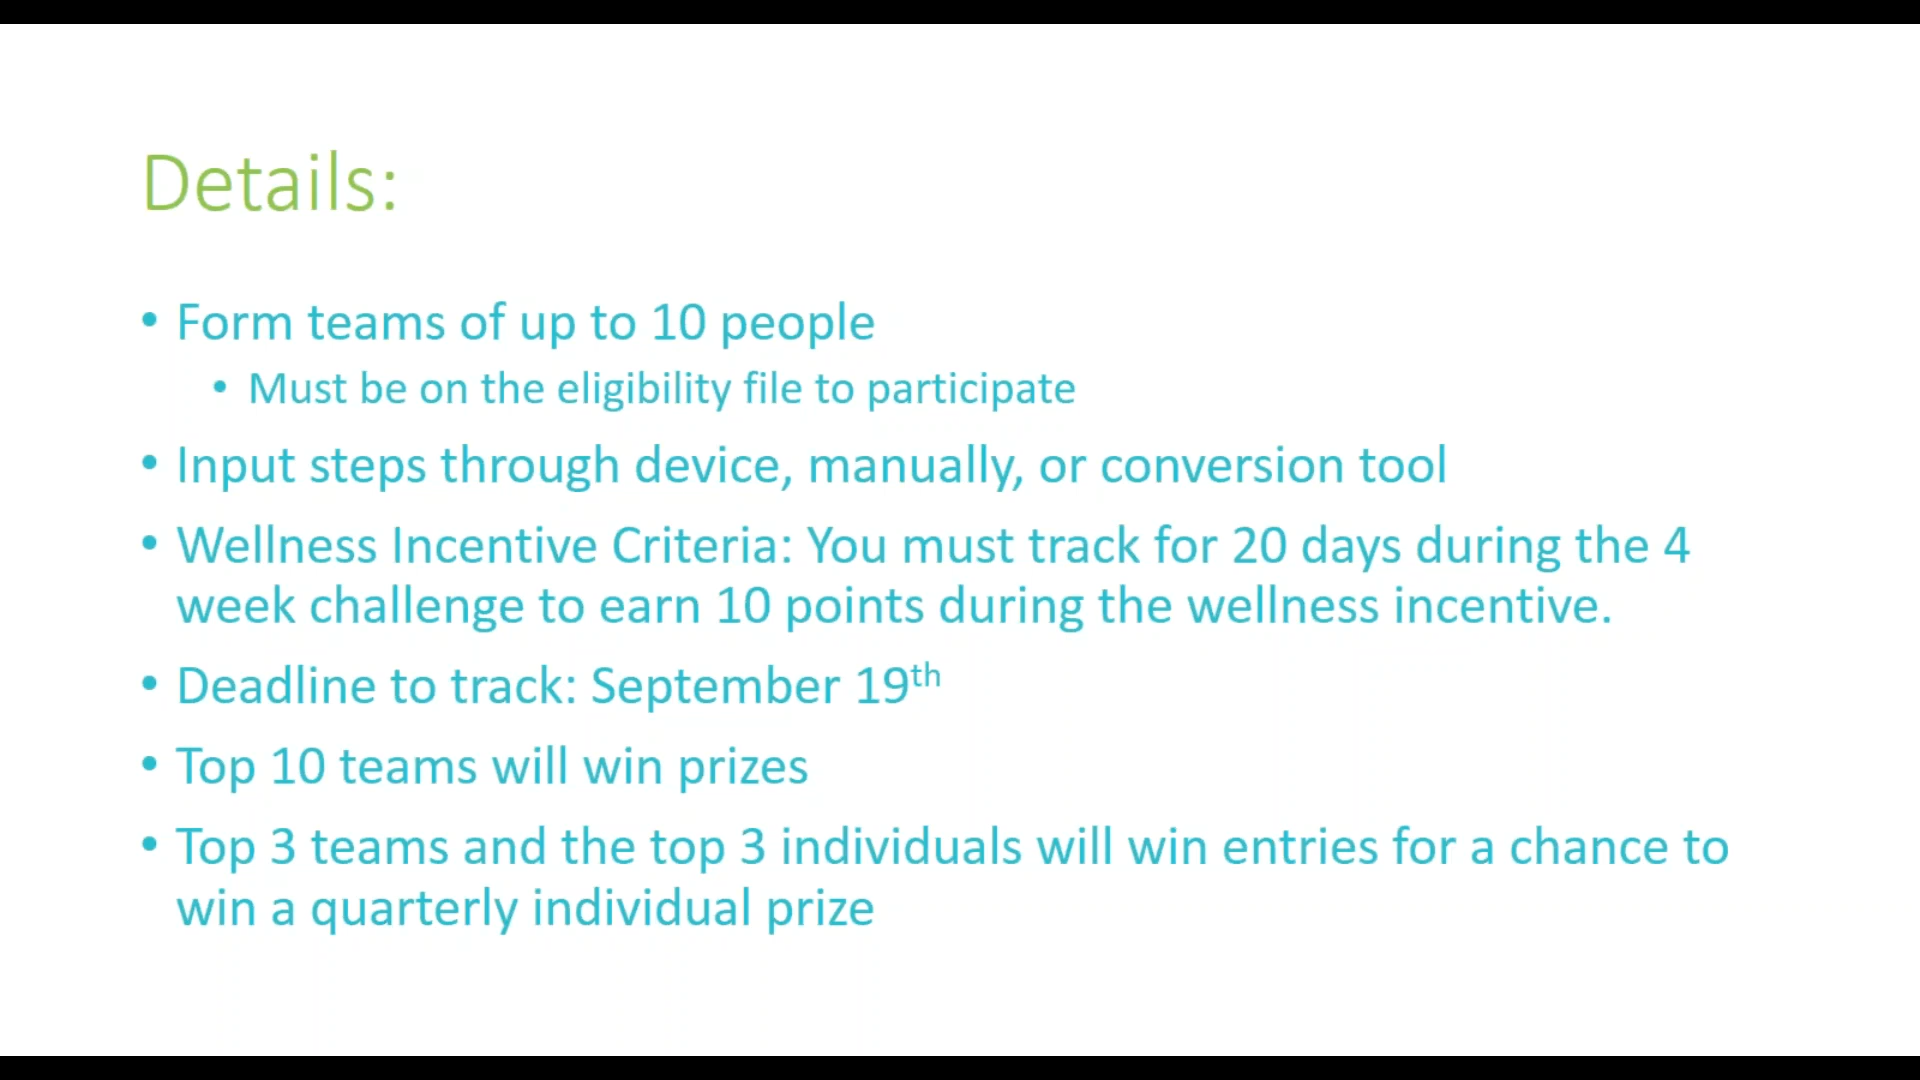 Details:
• Form teams of up to 10 people
• Must be on the eligibility file to participate
• Input steps through device, manually, or conversion tool
• Wellness Incentive Criteria: You must track for 20 days during the 4
week challenge to earn 10 points during the wellness incentive.
• Deadline to track: September 19th
• Top 10 teams will win prizes
• Top 3 teams and the top 3 individuals will win entries for a chance to
win a quarterly individual prize